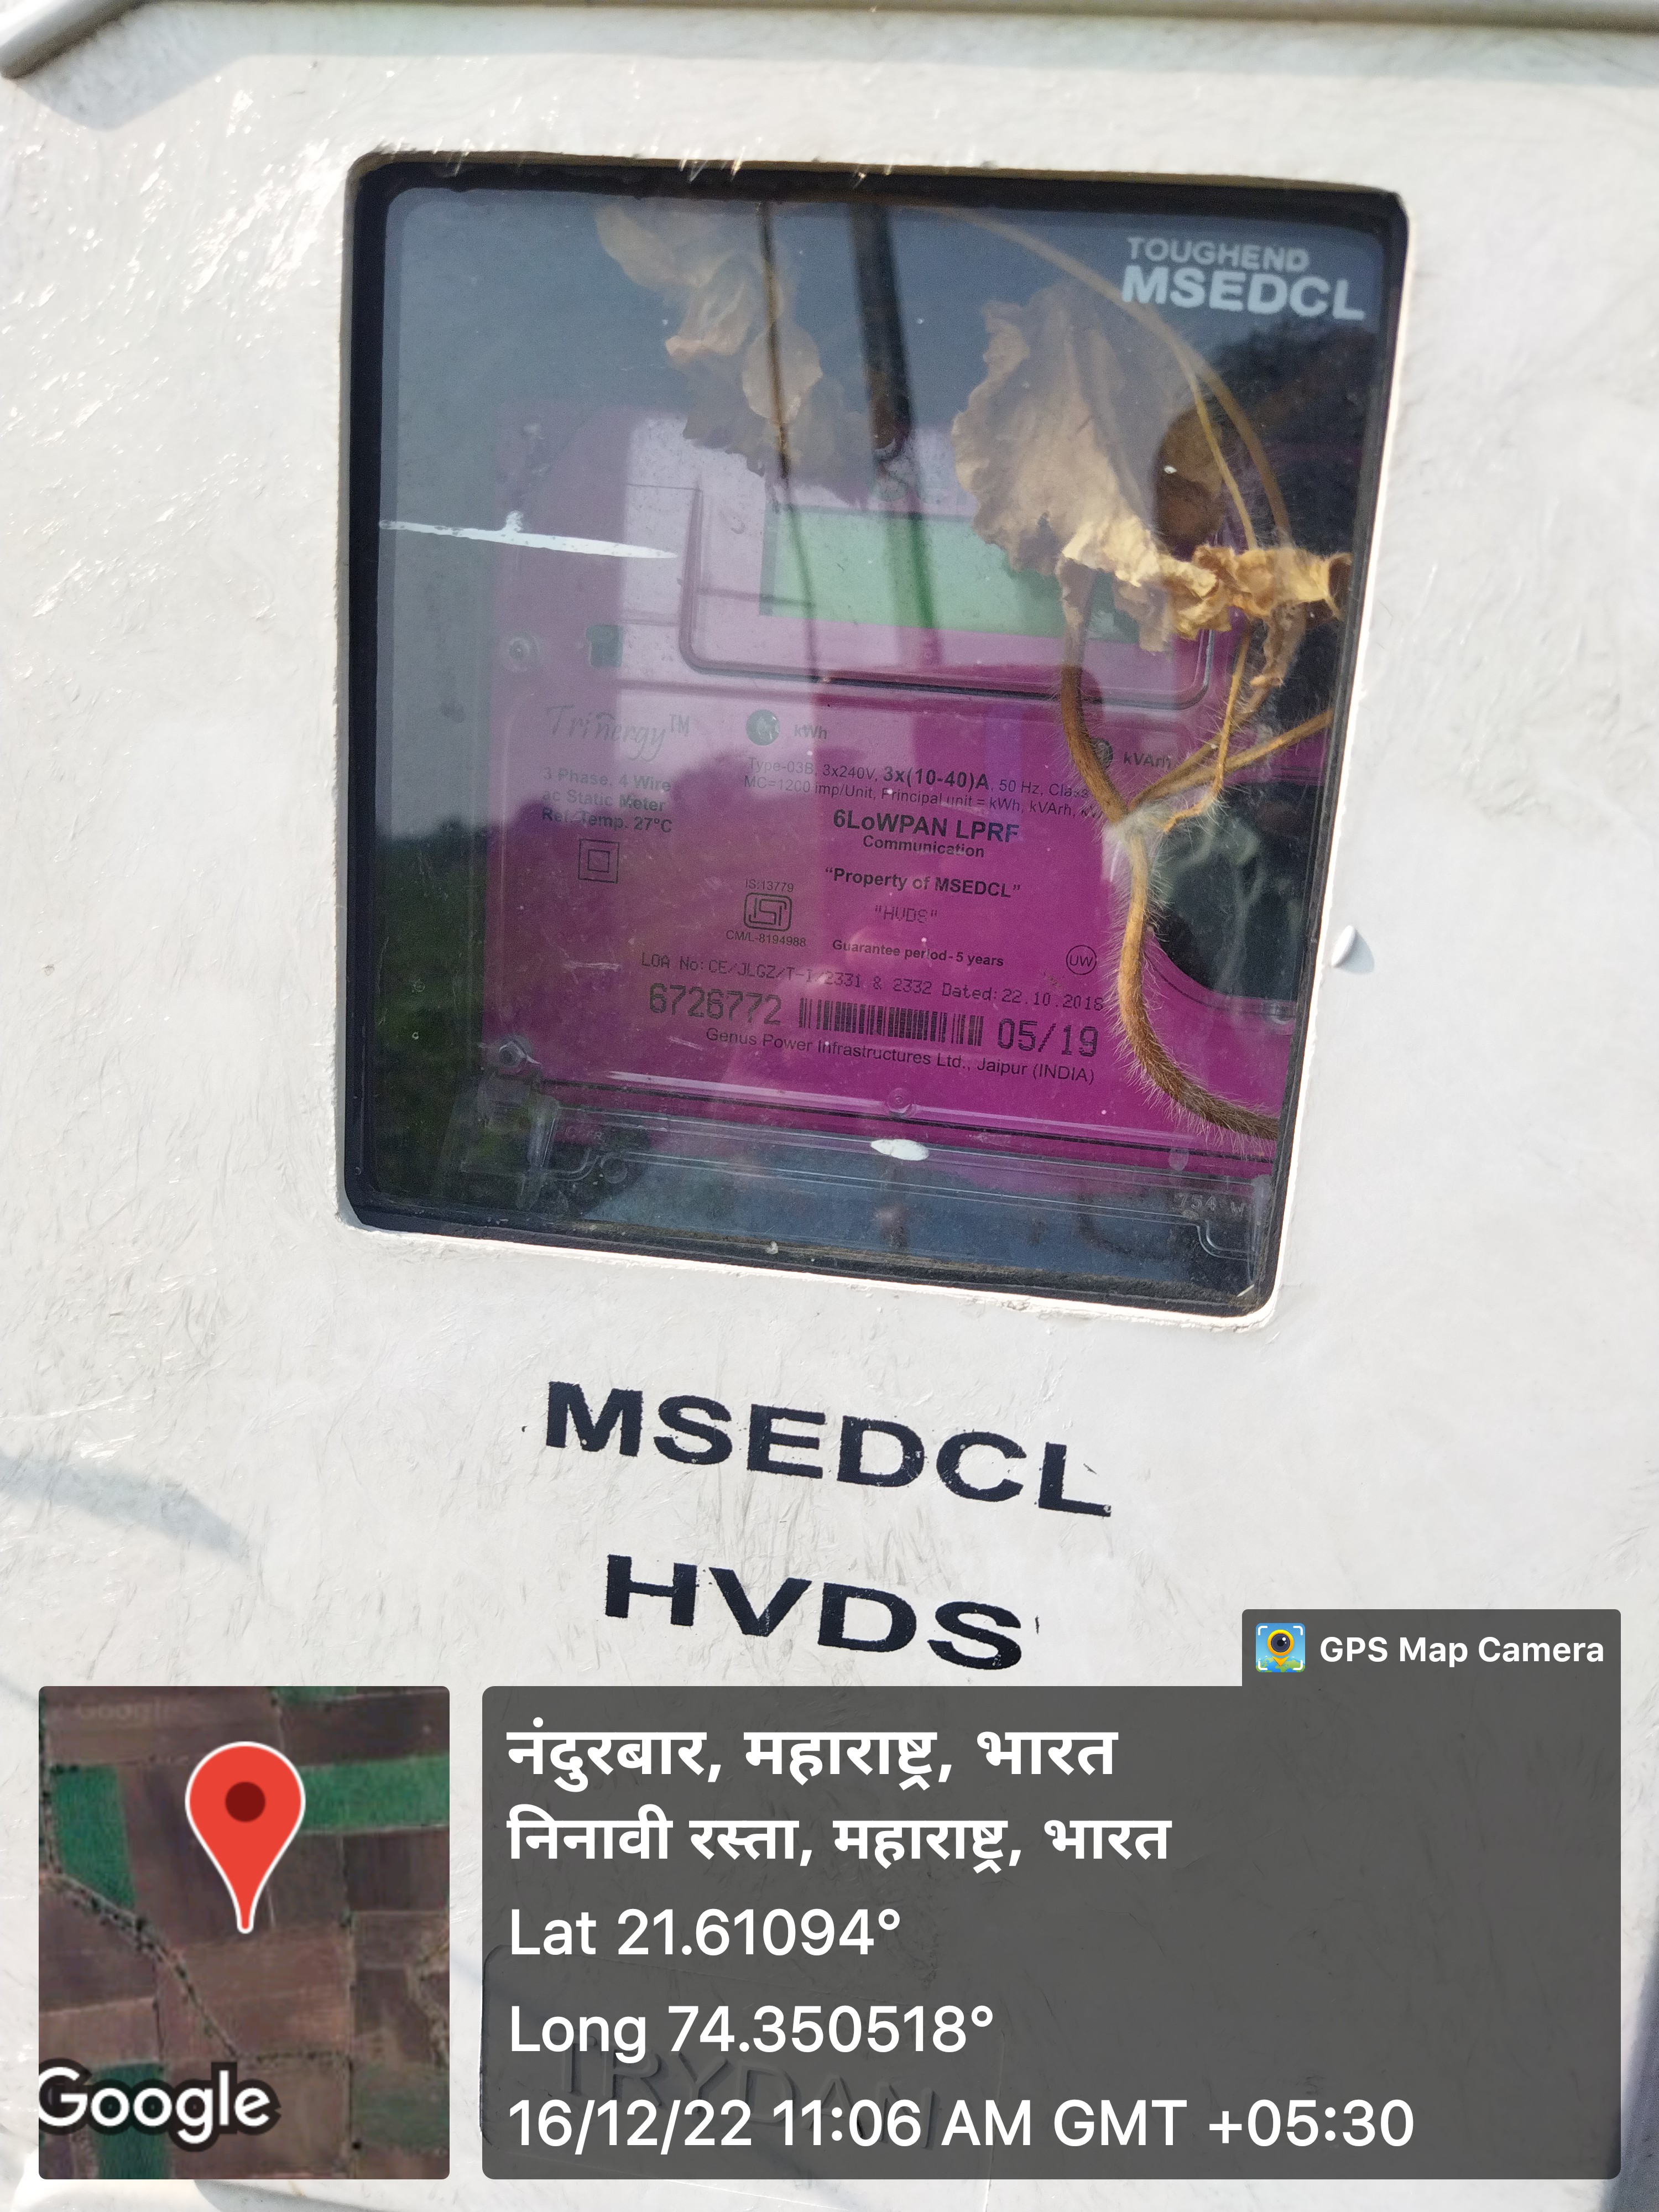 TOUGHEND
MSEDCL
Trinergy™
kWh
kVArh
3 Phase, 4 Wire
ac Static Meter
Ref. Temp. 27°C
Type-03B, 3x240V, 3x(10-40)A, 50 Hz, Class
MC=1200 imp/Unit, Principal unit = kWh, kVArh,
6LoWPAN LPRF
Communication
"Property of MSEDCL"
"HVDS"
IS:13779
CM/L-8194988
Guarantee period-5 years
UW
LOA No:CE/JLGZ/T-1/2331 & 2332 Dated:22.10.2018
6726772 05/19
Genus Power Infrastructures Ltd., Jaipur (INDIA)
MSEDCL
HVDS
GPS Map Camera
नंदुरबार, महाराष्ट्र, भारत
निनावी रस्ता, महाराष्ट्र, भारत
Lat 21.61094°
Long 74.350518°
16/12/22 11:06 AM GMT +05:30
Google
Google
TRYDAN